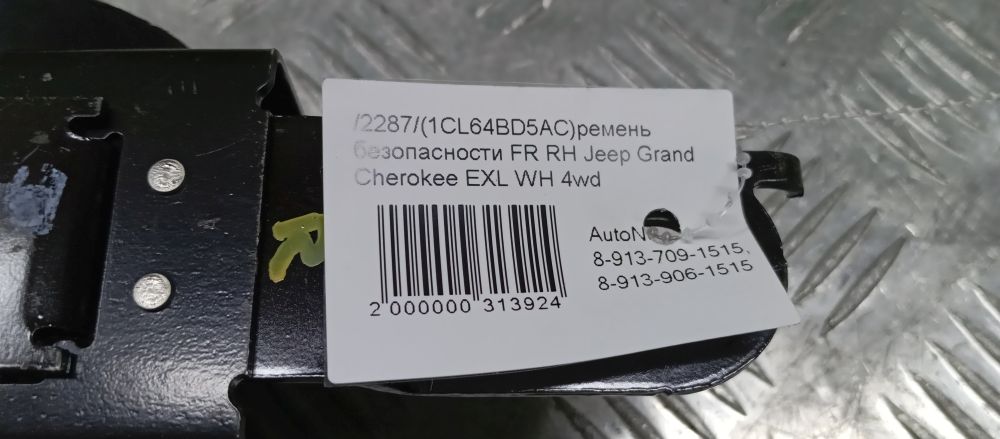 /2287/(1CL64BD5AC)ремень
безопасности FR RH Jeep Grand
Cherokee EXL WH 4wd
2 000000 313924
8-913-709-1515,
8-913-906-1515